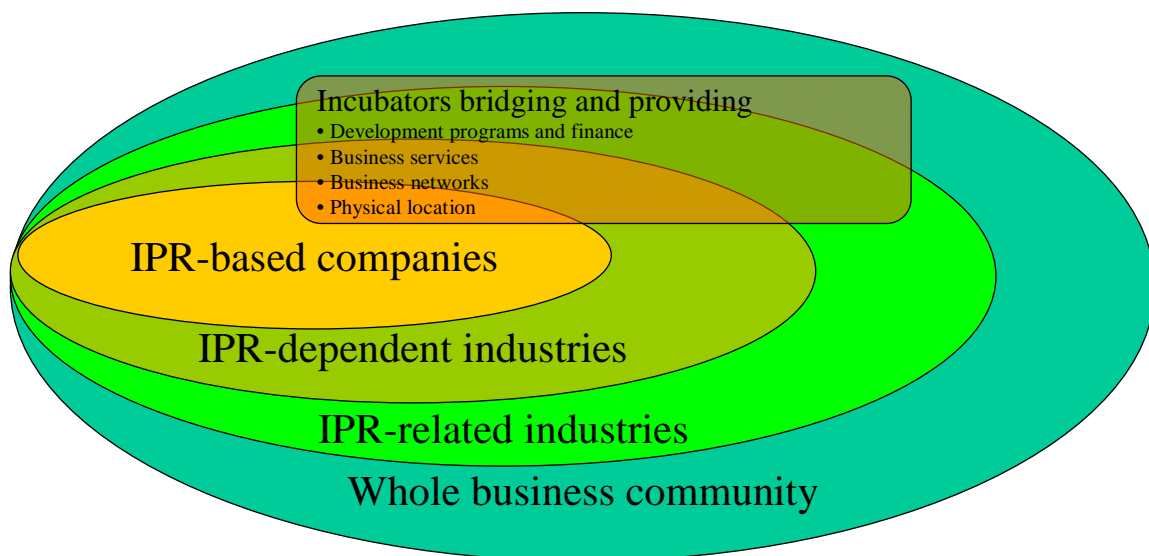 Incubators bridging and providing
• Development programs and finance
• Business services
• Business networks
• Physical location
IPR-based companies
IPR-dependent industries
IPR-related industries
Whole business community